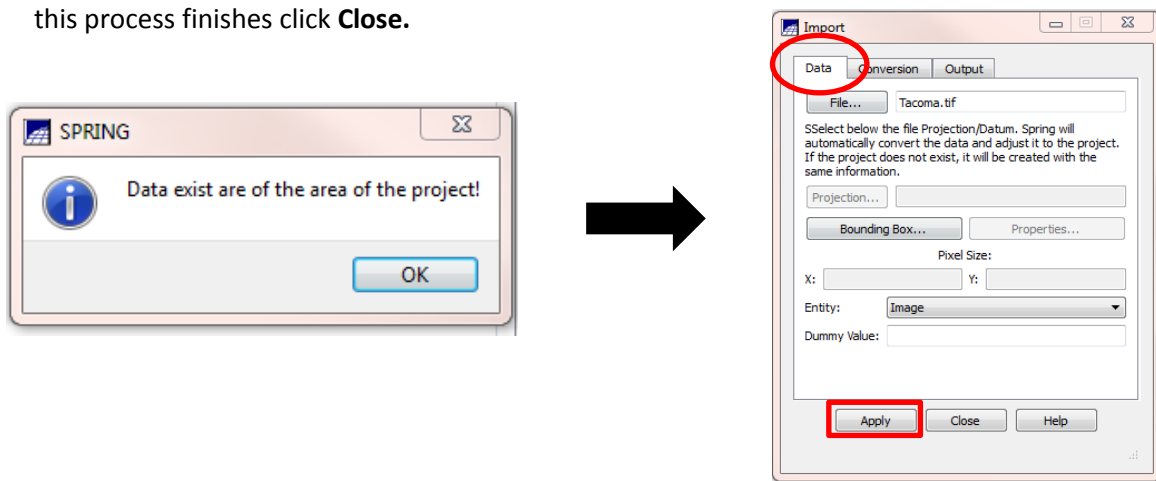 this process finishes click Close.
SPRING
Data exist are of the area of the project!
OK
Import
Data Conversion Output
File... Tacoma.tif
SSelect below the file Projection/Datum. Spring will
automatically convert the data and adjust it to the project.
If the project does not exist, it will be created with the
same information.
Projection...
Bounding Box... Properties...
Pixel Size:
X: Y:
Entity: Image
Dummy Value:
Apply Close Help